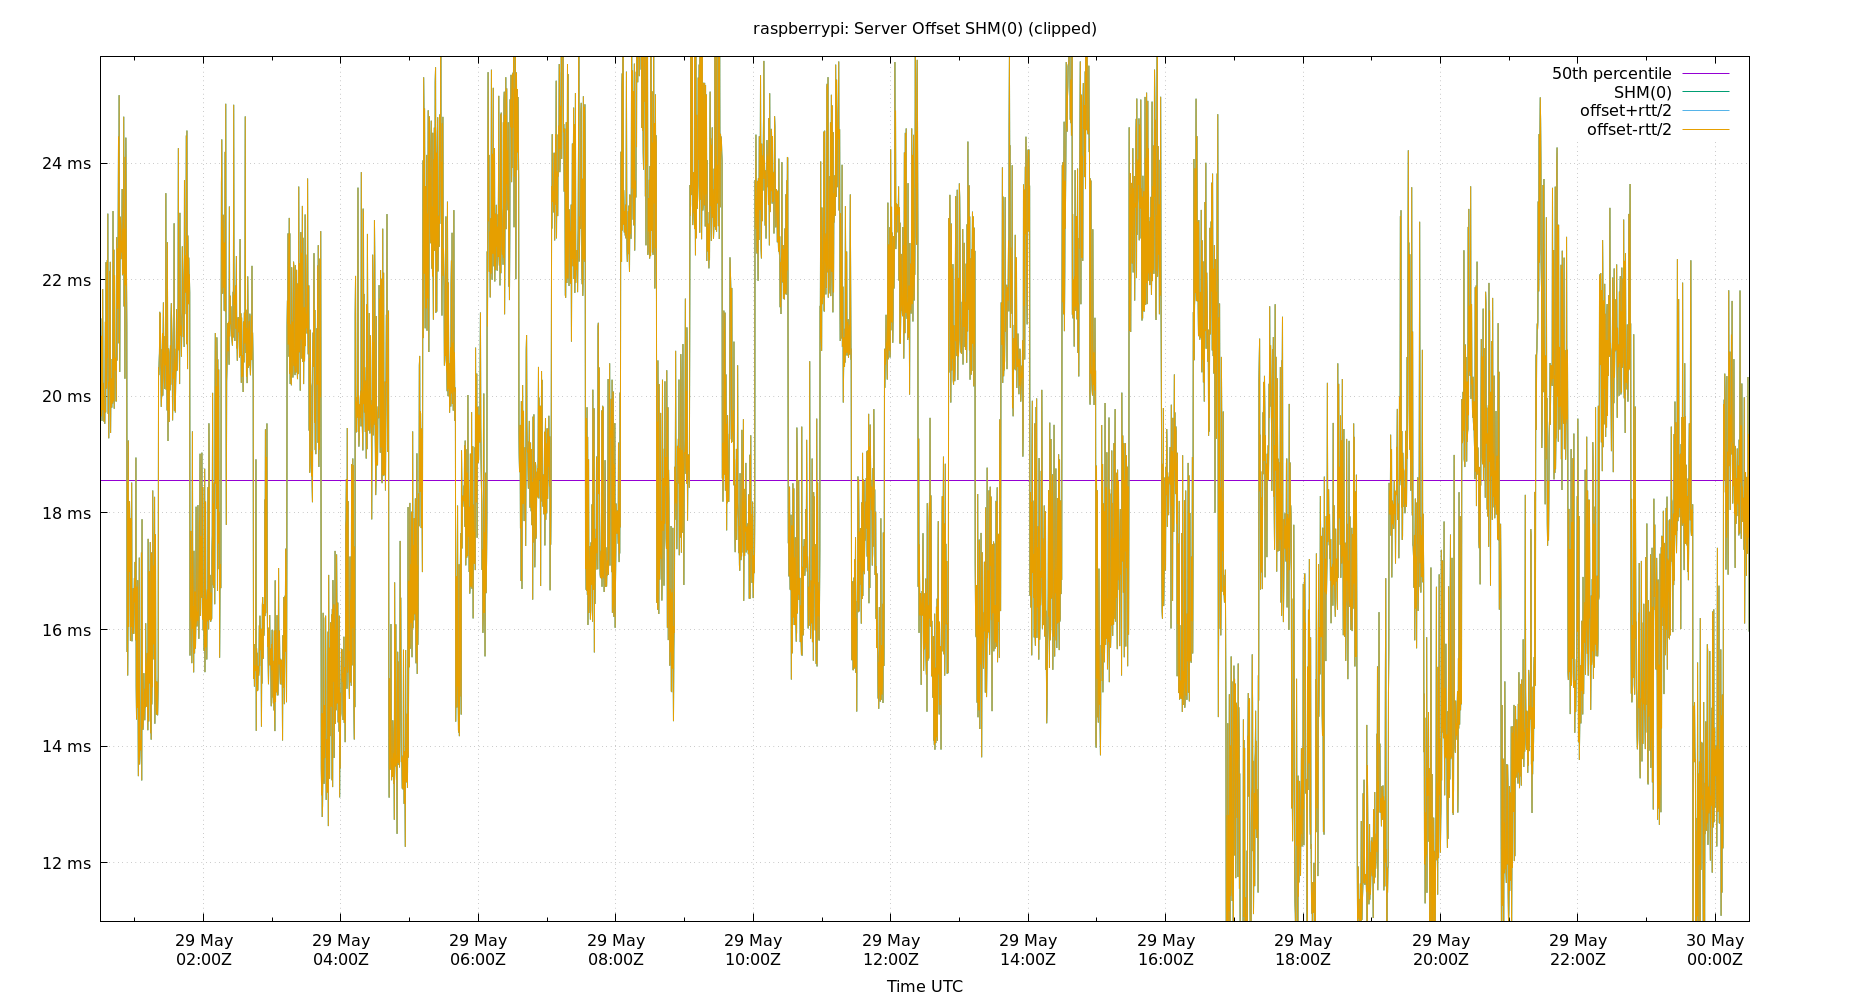 raspberrypi: Server Offset SHM(0) (clipped)
50th percentile
SHM(0)
offset+rtt/2
offset-rtt/2
24 ms
22 ms
20 ms
18 ms
16 ms
14 ms
12 ms
29 May 29 May 29 May 29 May 29 May 29 May 29 May 29 May 29 May 29 May 29 May 30 May
02:00Z 04:00Z 06:00Z 08:00Z 10:00Z 12:00Z 14:00Z 16:00Z 18:00Z 20:00Z 22:00Z 00:00Z
Time UTC